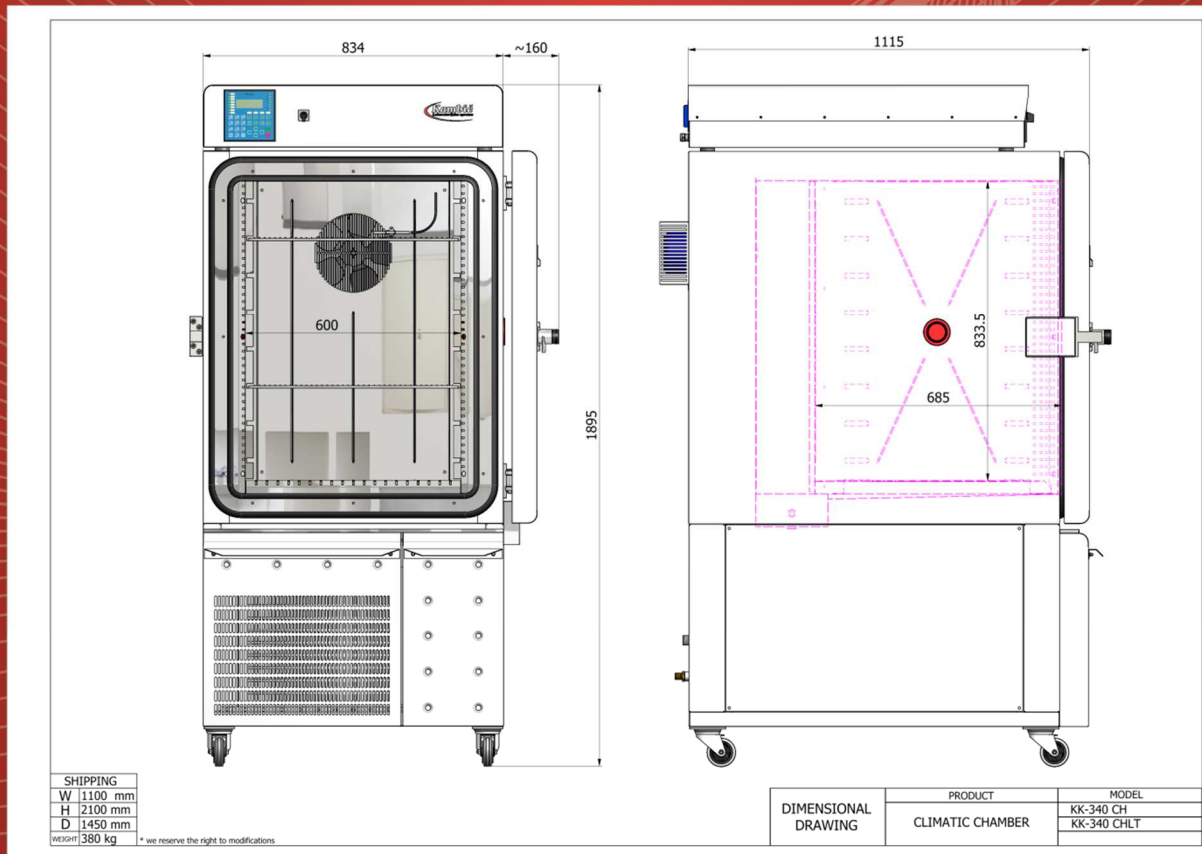 834
~160
1115
Kambič
600
1895
833.5
685
SHIPPING
W 1100 mm
H 2100 mm
D 1450 mm
WEIGHT 380 kg
* we reserve the right to modifications
DIMENSIONAL
DRAWING
PRODUCT
CLIMATIC CHAMBER
MODEL
KK-340 CH
KK-340 CHLT